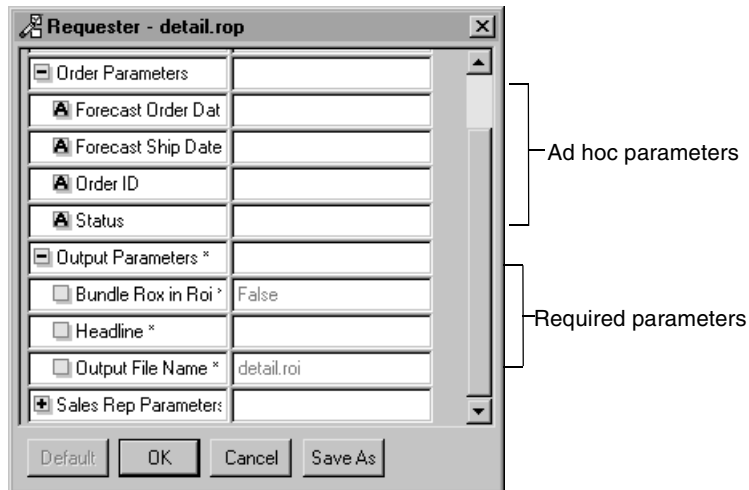 Requester - detail.rop
Order Parameters
A Forecast Order Dat
A Forecast Ship Date
A Order ID
A Status
Output Parameters *
Bundle Rox in Roi * False
Headline *
Output File Name * detail.roi
Sales Rep Parameters
Default OK Cancel Save As
Ad hoc parameters
Required parameters